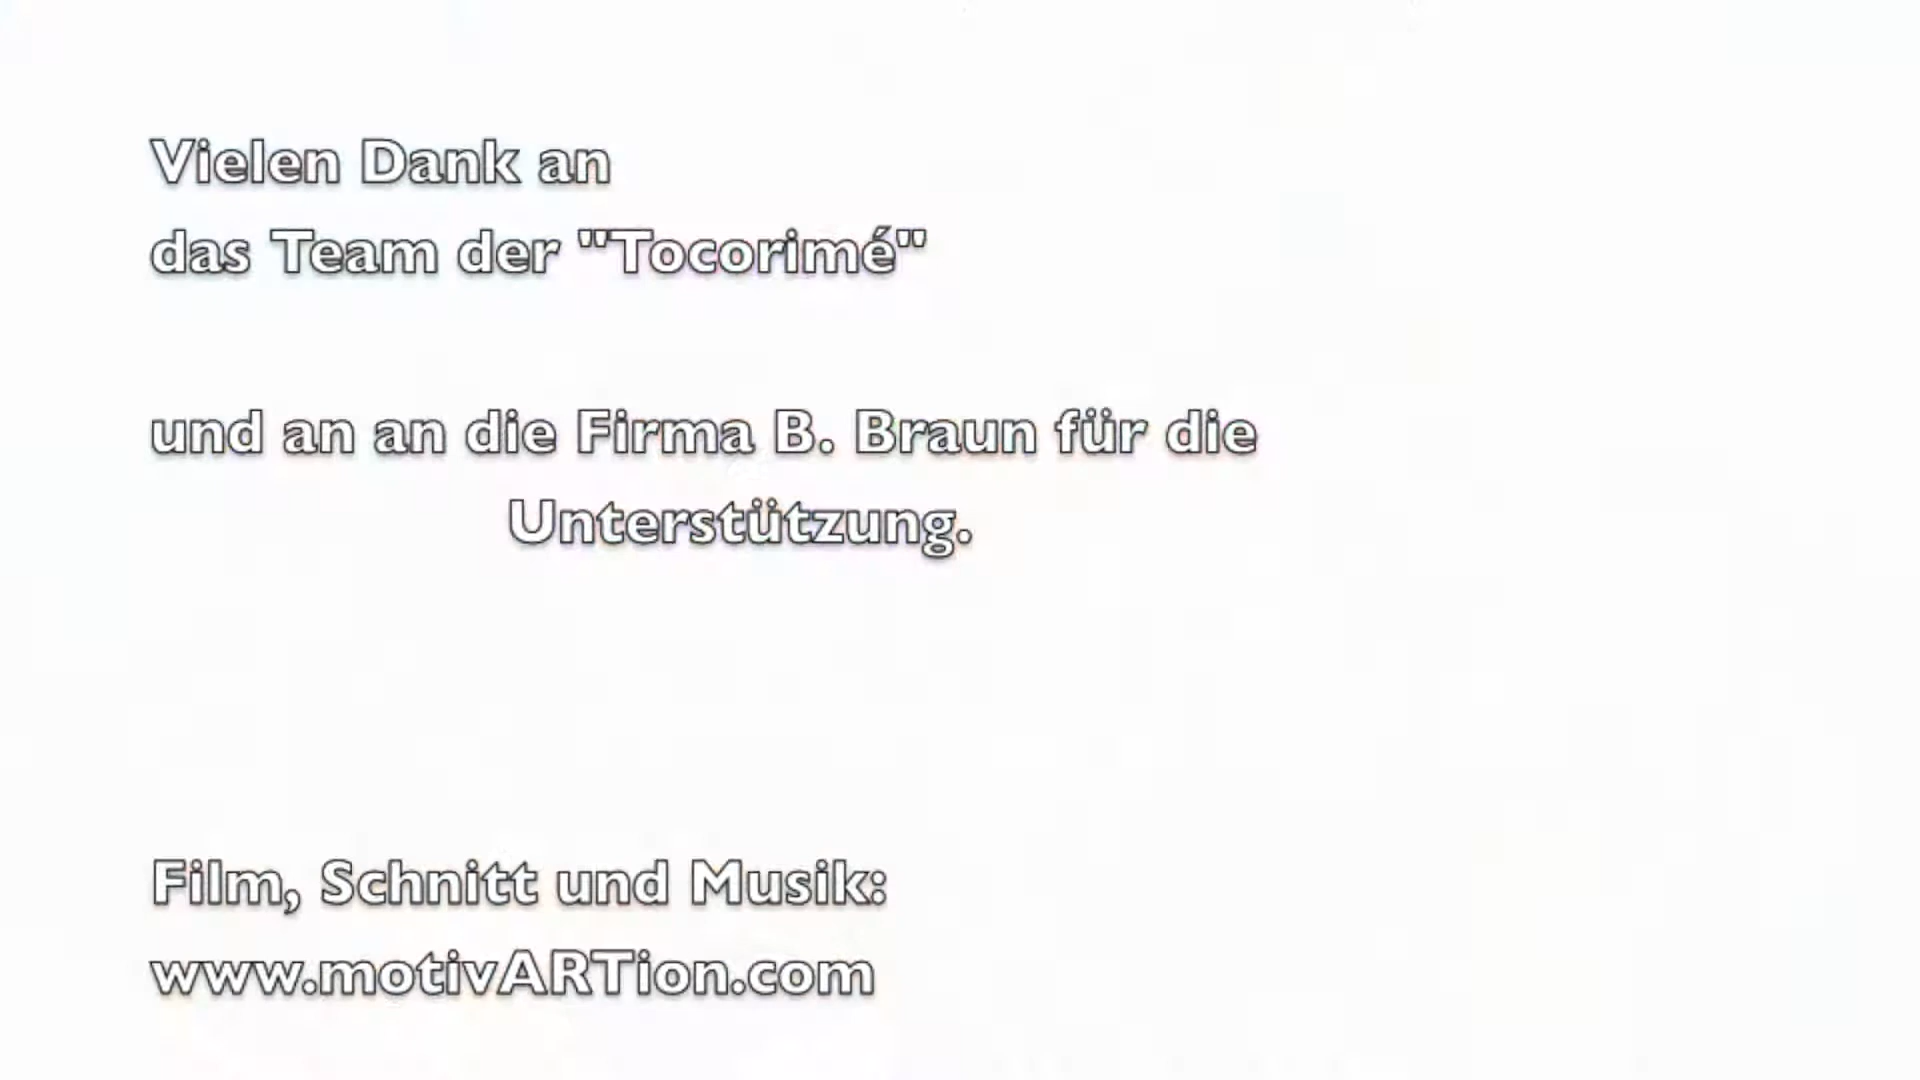 Vielen Dank an
das Team der "Tocorimé"
und an an die Firma B. Braun für die
Unterstützung.
Film, Schnitt und Musik:
www.motivARTion.com